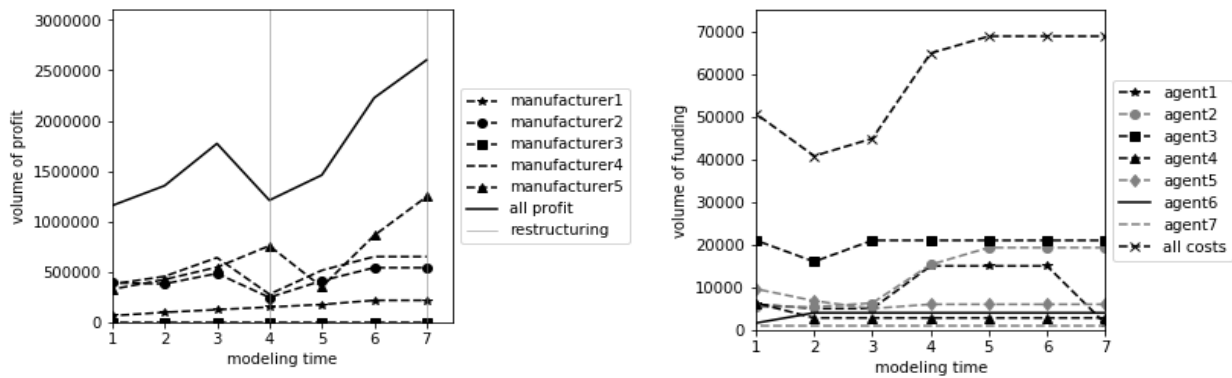 3000000
2500000
2000000
1500000
1000000
500000
0
volume of profit
1 2 3 4 5 6 7
modeling time
manufacturer1
manufacturer2
manufacturer3
manufacturer4
manufacturer5
all profit
restructuring
70000
60000
50000
40000
30000
20000
10000
0
volume of funding
1 2 3 4 5 6 7
modeling time
agent1
agent2
agent3
agent4
agent5
agent6
agent7
all costs